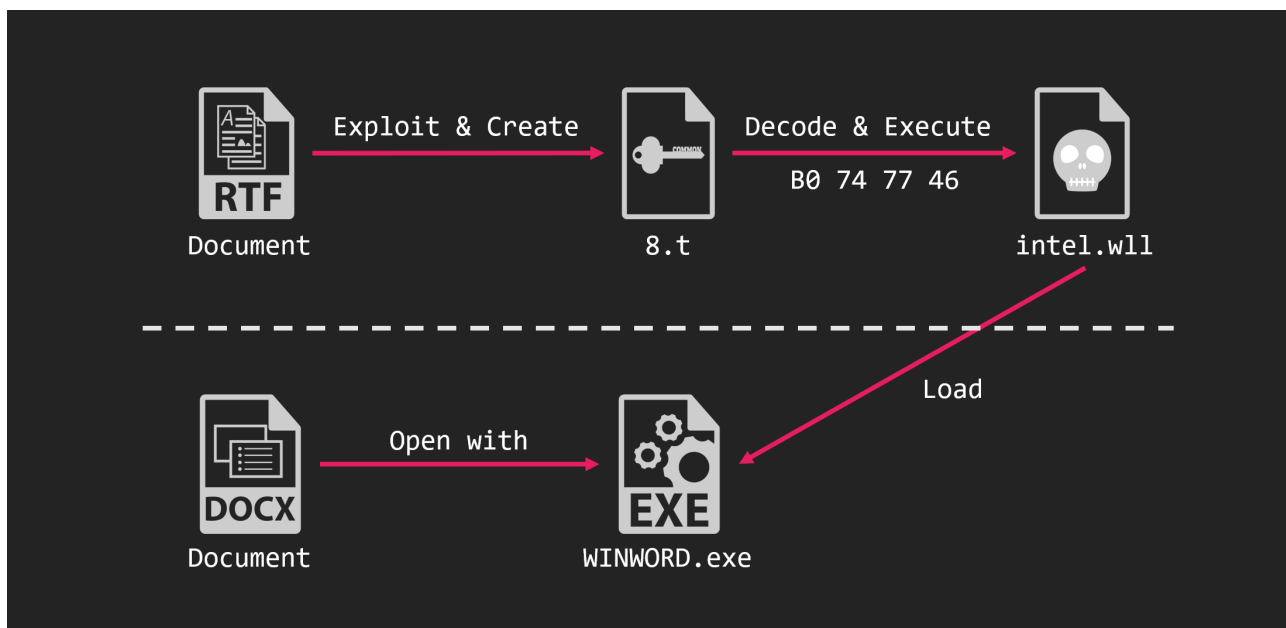 Exploit & Create
Decode & Execute
A
COMMON
B0 74 77 46
RTF
Document
8.t
intel.wll
Load
Open with
DOCX
EXE
Document
WINWORD.exe